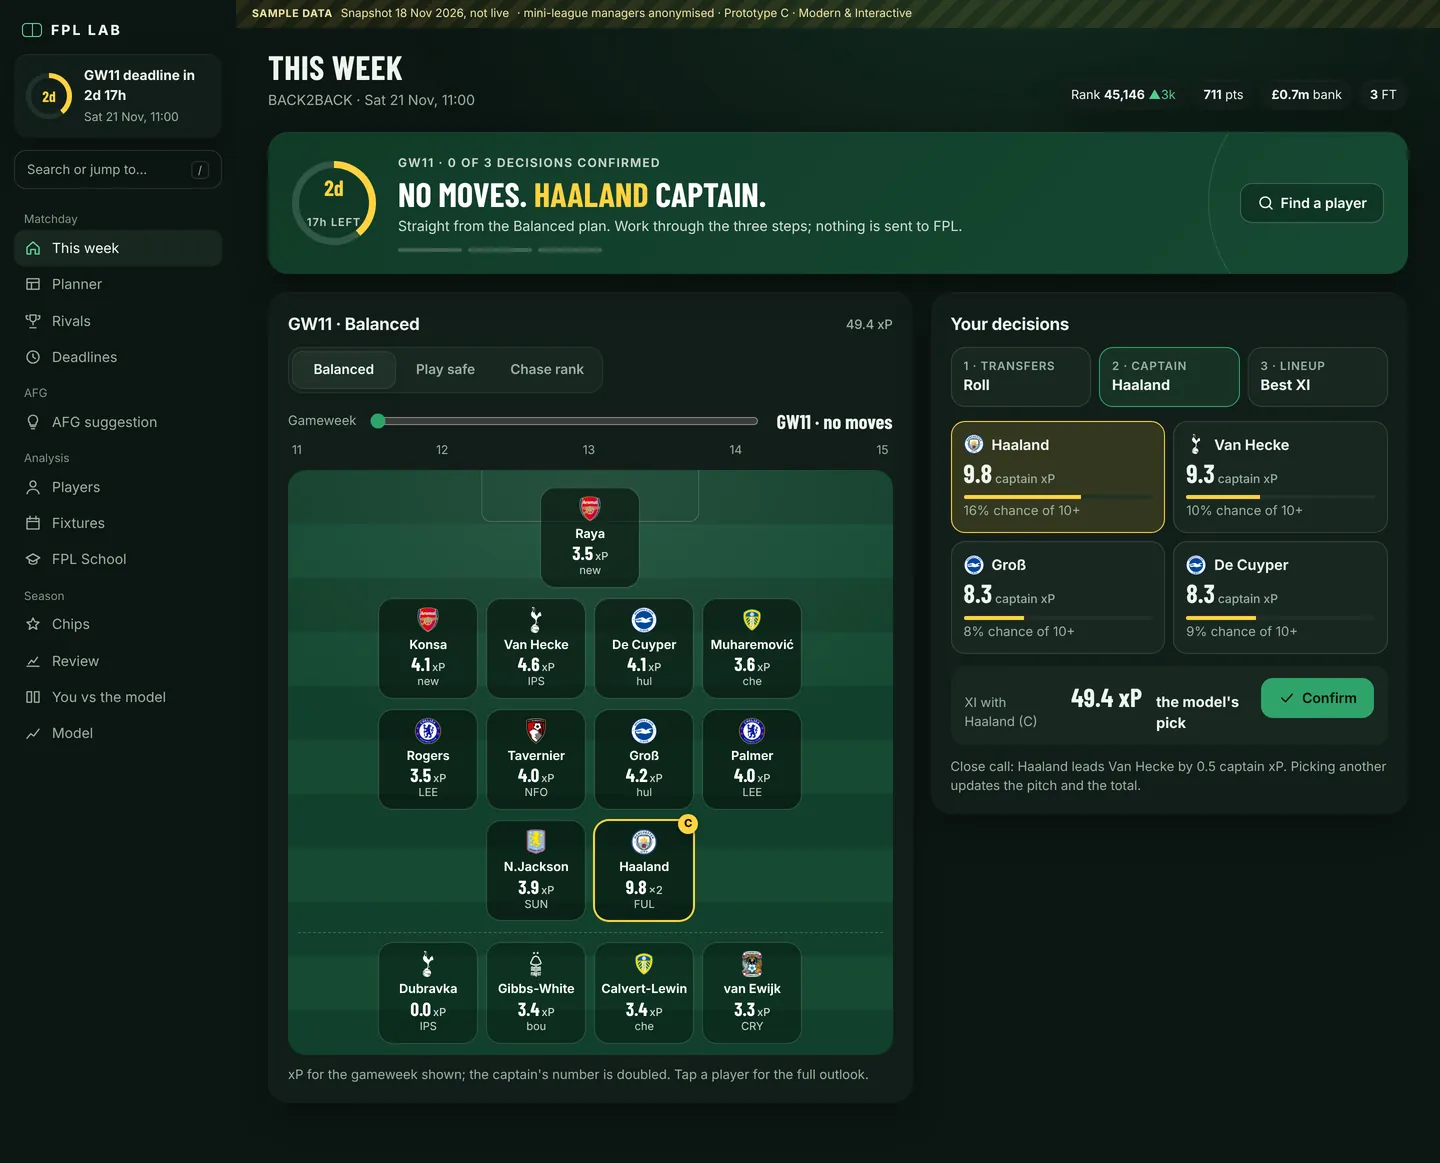 FPL LAB
2d
GW11 deadline in
2d 17h
Sat 21 Nov, 11:00
Search or jump to...
/
Matchday
This week
Planner
Rivals
Deadlines
AFG
AFG suggestion
Analysis
Players
Fixtures
FPL School
Season
Chips
Review
You vs the model
Model
SAMPLE DATA Snapshot 18 Nov 2026, not live · mini-league managers anonymised · Prototype C · Modern & Interactive
THIS WEEK
BACK2BACK · Sat 21 Nov, 11:00
Rank 45,146 ▲3k
711 pts
£0.7m bank
3 FT
2d
17h LEFT
GW11 · 0 OF 3 DECISIONS CONFIRMED
NO MOVES. HAALAND CAPTAIN.
Straight from the Balanced plan. Work through the three steps; nothing is sent to FPL.
Find a player
GW11 · Balanced
49.4 xP
Balanced
Play safe
Chase rank
Gameweek
GW11 · no moves
11 12 13 14 15
Arsenal
Raya
3.5 xP
new
Arsenal
Konsa
4.1 xP
new
Van Hecke
4.6 xP
IPS
De Cuyper
4.1 xP
hul
Muharemović
3.6 xP
che
Rogers
3.5 xP
LEE
Tavernier
4.0 xP
NFO
Groß
4.2 xP
hul
Palmer
4.0 xP
LEE
N.Jackson
3.9 xP
SUN
C
Haaland
9.8 ×2
FUL
Dubravka
0.0 xP
IPS
Gibbs-White
3.4 xP
bou
Calvert-Lewin
3.4 xP
che
van Ewijk
3.3 xP
CRY
xP for the gameweek shown; the captain's number is doubled. Tap a player for the full outlook.
Your decisions
1 · TRANSFERS
Roll
2 · CAPTAIN
Haaland
3 · LINEUP
Best XI
Haaland
9.8 captain xP
16% chance of 10+
Van Hecke
9.3 captain xP
10% chance of 10+
Groß
8.3 captain xP
8% chance of 10+
De Cuyper
8.3 captain xP
9% chance of 10+
XI with
Haaland (C)
49.4 xP
the model's
pick
Confirm
Close call: Haaland leads Van Hecke by 0.5 captain xP. Picking another
updates the pitch and the total.